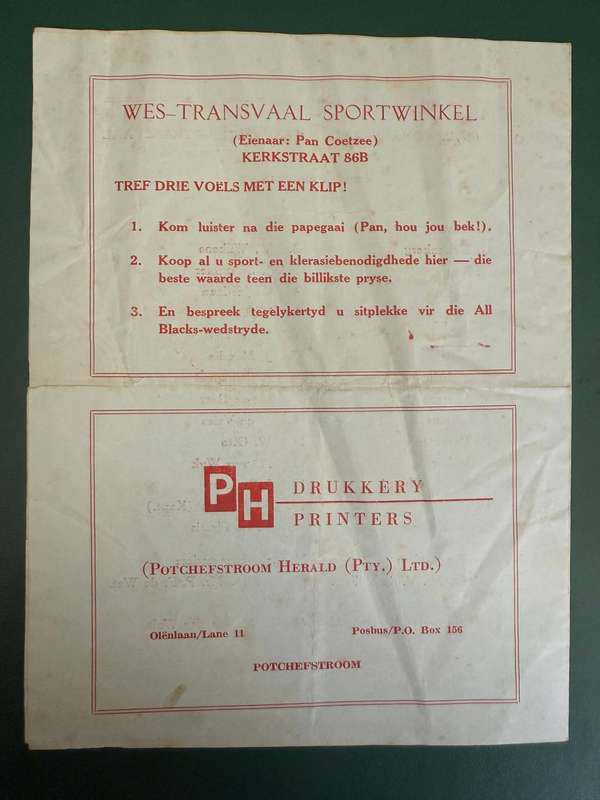 WES-TRANSVAAL SPORTWINKEL
(Eienaar: Pan Coetzee)
KERKSTRAAT 86B
TREF DRIE VOËLS MET EEN KLIP!
1. Kom luister na die papegaai (Pan, hou jou bek!).
2. Koop al u sport- en klerasiebenodigdhede hier — die
beste waarde teen die billikste pryse.
3. En bespreek tegelykertyd u sitplekke vir die All
Blacks-wedstryde.
PH
DRUKKERY
PRINTERS
(POTCHEFSTROOM HERALD (PTY.) LTD.)
Olënlaan/Lane 11
Posbus/P.O. Box 156
POTCHEFSTROOM